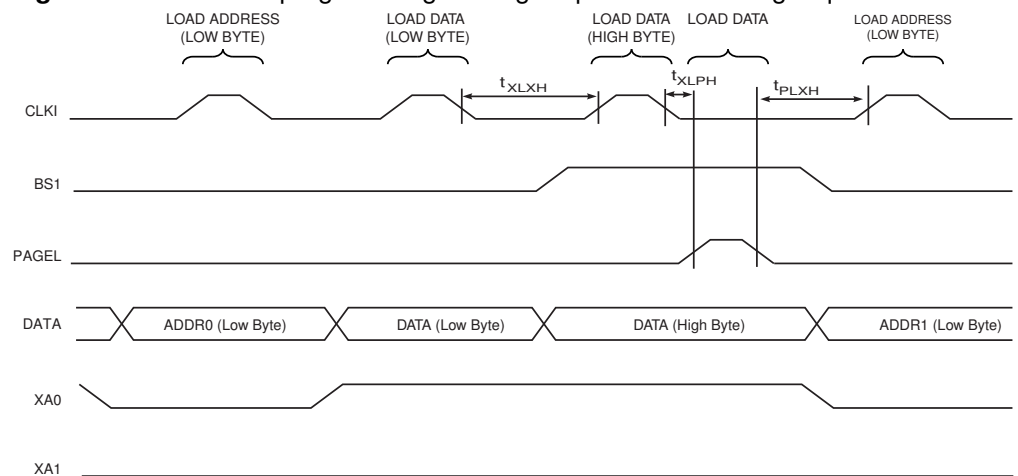 LOAD ADDRESS
(LOW BYTE)
LOAD DATA
(LOW BYTE)
LOAD DATA
(HIGH BYTE)
LOAD DATA
LOAD ADDRESS
(LOW BYTE)
tXLXH
tXLPH
tPLXH
CLKI
BS1
PAGEL
DATA
ADDR0 (Low Byte)
DATA (Low Byte)
DATA (High Byte)
ADDR1 (Low Byte)
XA0
XA1